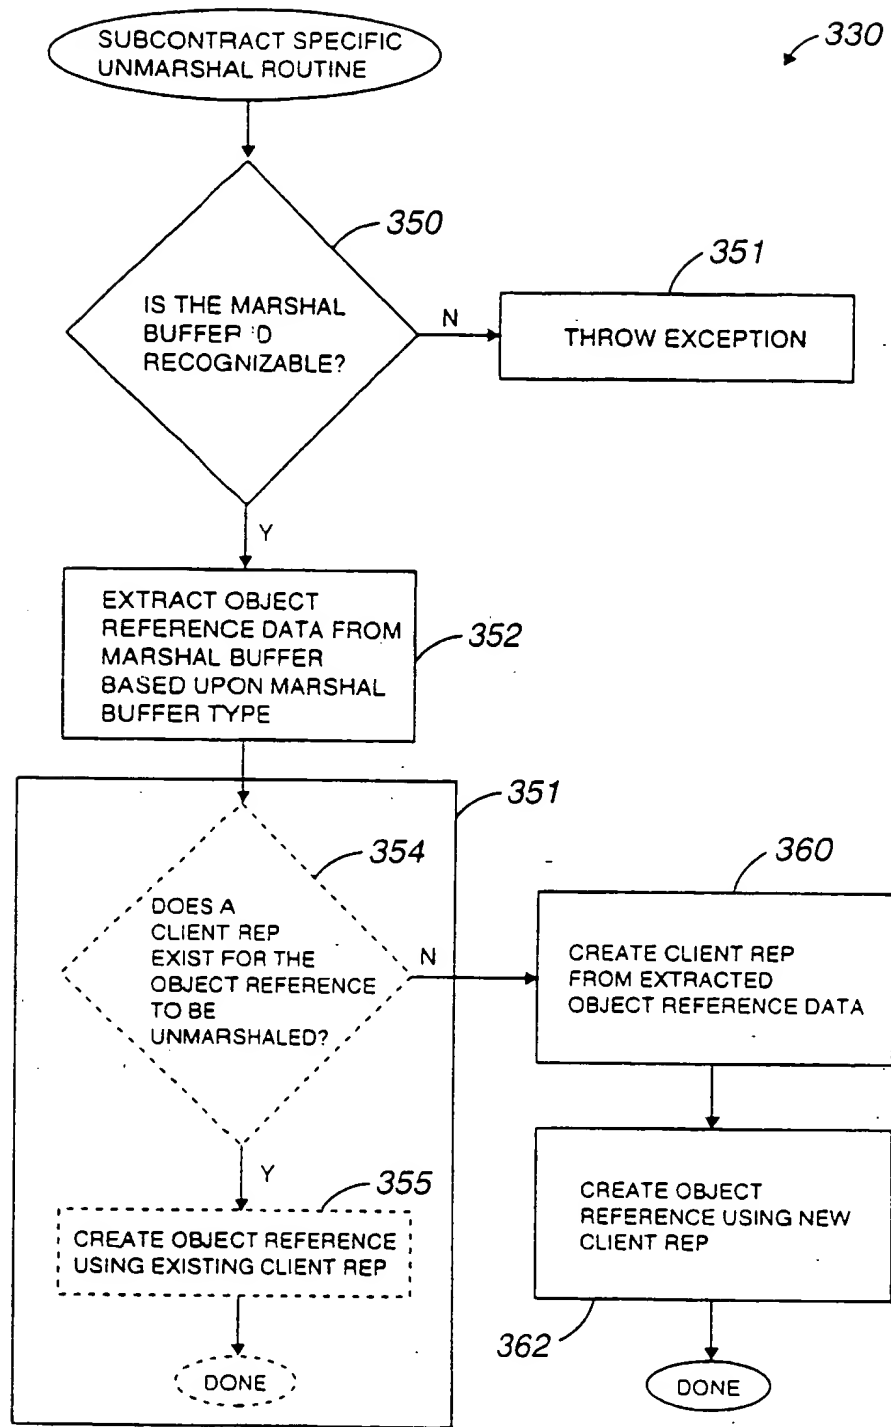 SUBCONTRACT SPECIFIC
UNMARSHAL ROUTINE
330
350
IS THE MARSHAL
BUFFER 'D
RECOGNIZABLE?
N
351
THROW EXCEPTION
Y
EXTRACT OBJECT
REFERENCE DATA FROM
MARSHAL BUFFER
BASED UPON MARSHAL
BUFFER TYPE
352
351
354
DOES A
CLIENT REP
EXIST FOR THE
OBJECT REFERENCE
TO BE
UNMARSHALED?
N
360
CREATE CLIENT REP
FROM EXTRACTED
OBJECT REFERENCE DATA
Y
355
CREATE OBJECT REFERENCE
USING EXISTING CLIENT REP
DONE
CREATE OBJECT
REFERENCE USING NEW
CLIENT REP
362
DONE